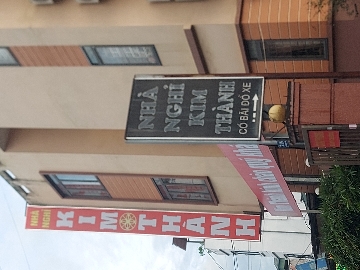 NHÀ
NGHỈ
KIM
THÀNH
CÓ BÃI ĐỖ XE
NHÀ
NGHỈ
KIM THÀNH